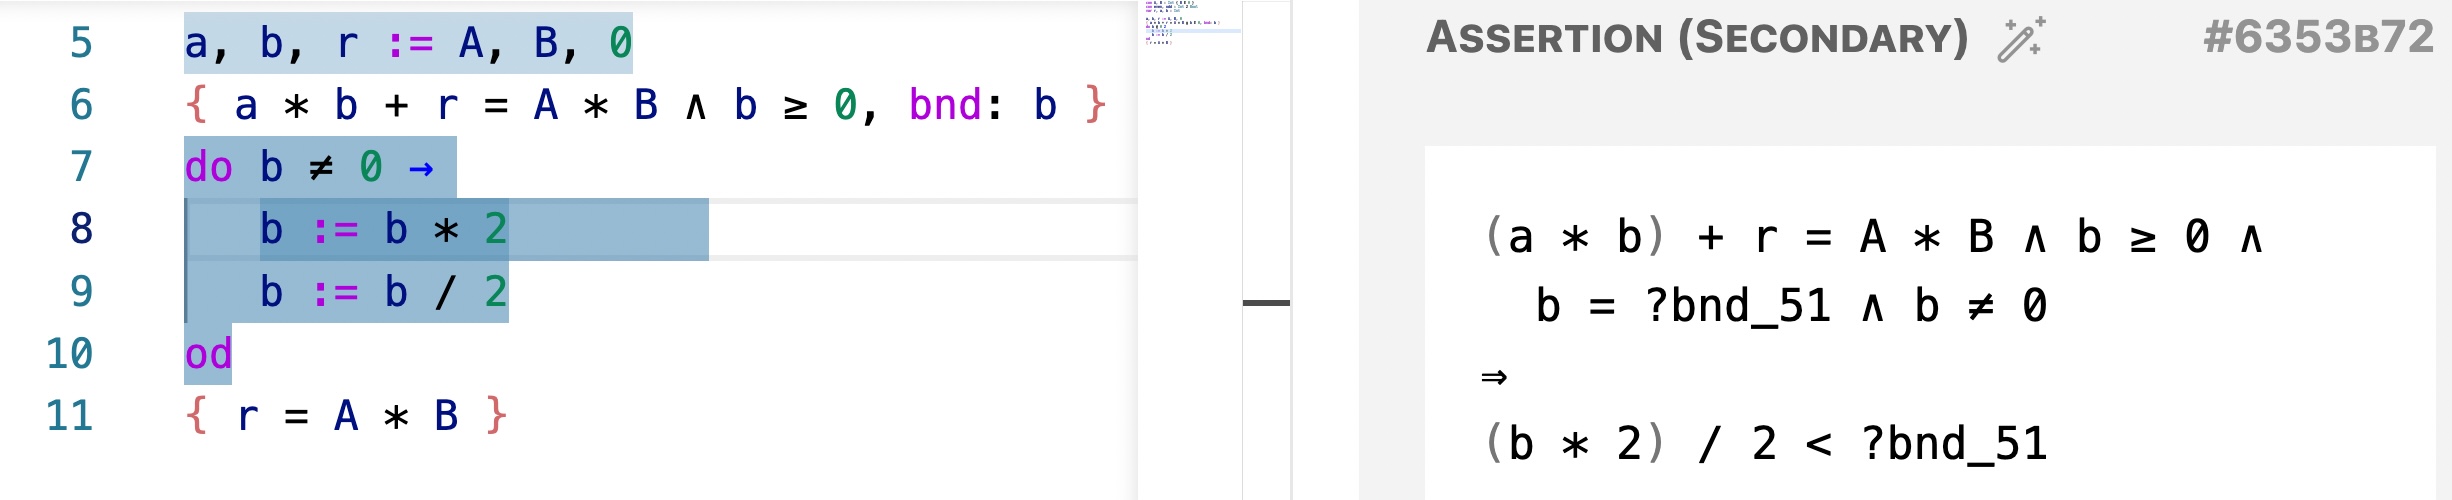 5 a, b, r := A, B, 0
6 { a * b + r = A * B ∧ b ≥ 0, bnd: b }
7 do b ≠ 0 →
8 b := b * 2
9 b := b / 2
10 od
11 { r = A * B }
ASSERTION (SECONDARY) #6353B72
(a * b) + r = A * B ∧ b ≥ 0 ∧
b = ?bnd_51 ∧ b ≠ 0
⇒
(b * 2) / 2 < ?bnd_51